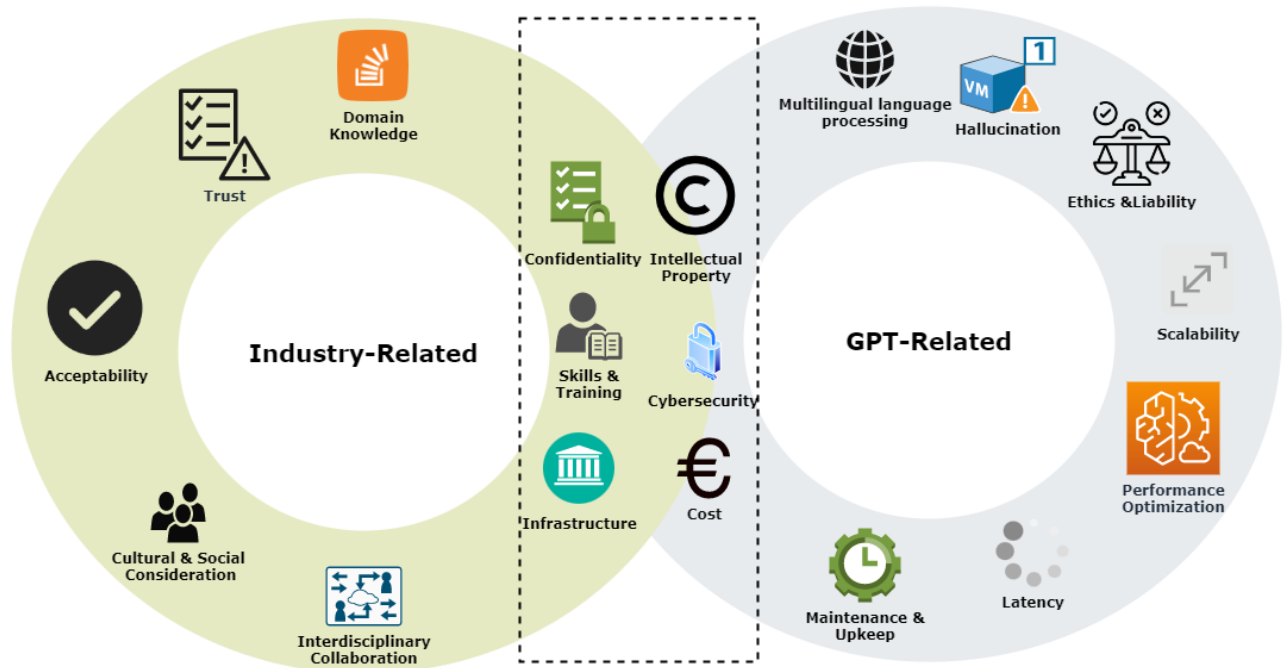 Domain
Knowledge
Trust
Acceptability
Industry-Related
Cultural & Social
Consideration
Interdisciplinary
Collaboration
Confidentiality
Intellectual
Property
Skills &
Training
Cybersecurity
Infrastructure
Cost
Multilingual language
processing
VM
1
Hallucination
Ethics &Liability
GPT-Related
Scalability
Performance
Optimization
Latency
Maintenance &
Upkeep